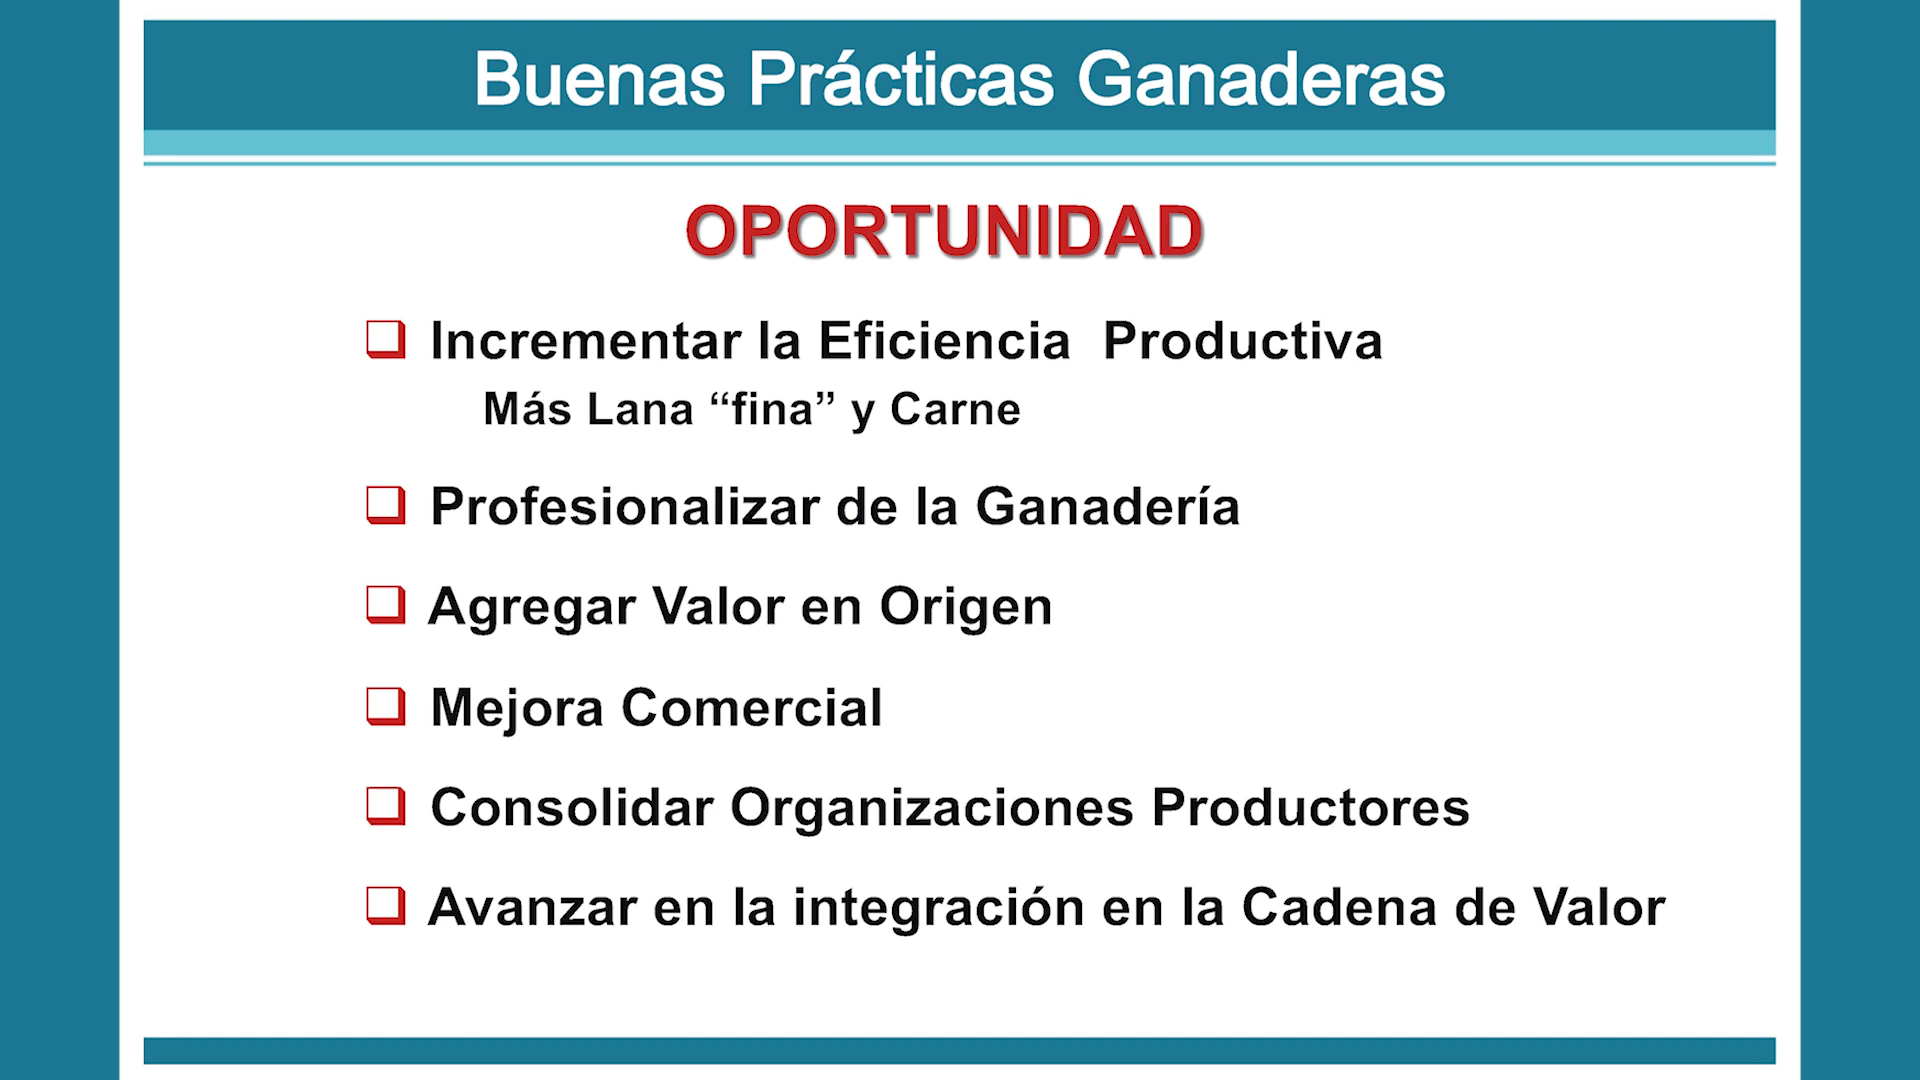 Buenas Prácticas Ganaderas
OPORTUNIDAD
Incrementar la Eficiencia Productiva
Más Lana “fina” y Carne
Profesionalizar de la Ganadería
Agregar Valor en Origen
Mejora Comercial
Consolidar Organizaciones Productores
Avanzar en la integración en la Cadena de Valor